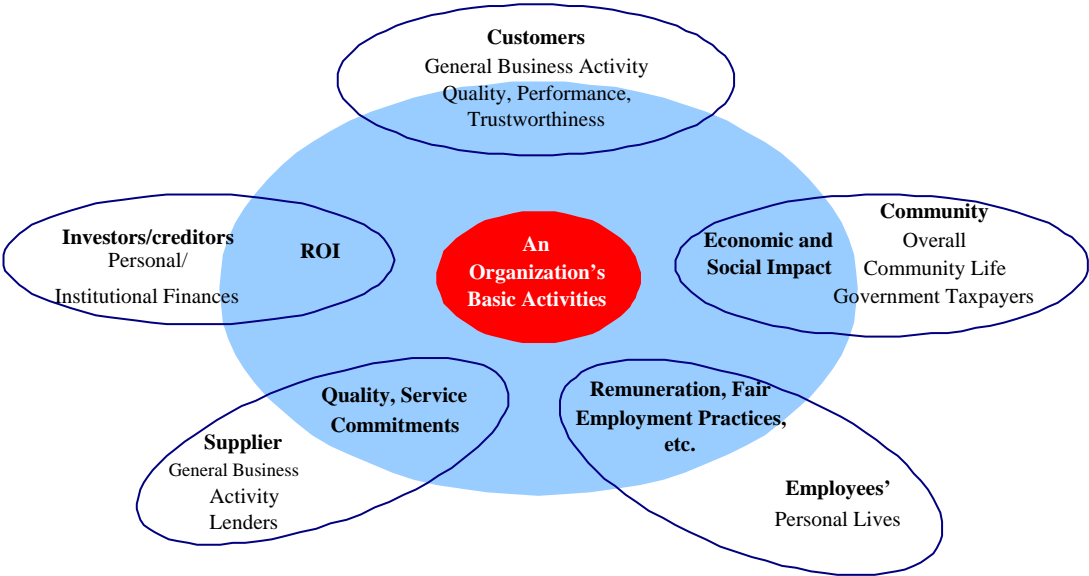 Customers
General Business Activity
Quality, Performance,
Trustworthiness
Investors/creditors
Personal/
Institutional Finances
ROI
An
Organization’s
Basic Activities
Economic and
Social Impact
Community
Overall
Community Life
Government Taxpayers
Quality, Service
Commitments
Supplier
General Business
Activity
Lenders
Remuneration, Fair
Employment Practices,
etc.
Employees’
Personal Lives